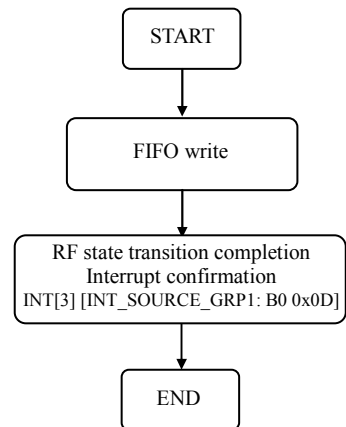 START
FIFO write
RF state transition completion
Interrupt confirmation
INT[3] [INT_SOURCE_GRP1: B0 0x0D]
END